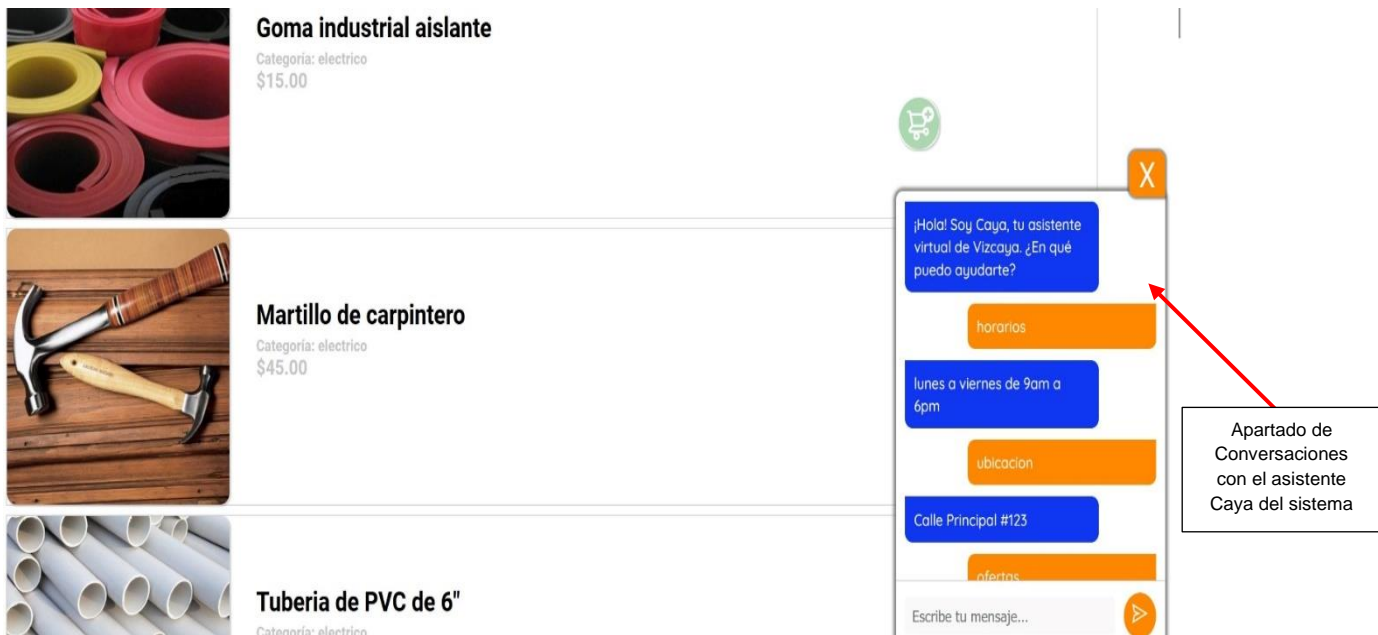 Goma industrial aislante
Categoría: electrico
$15.00
X
¡Hola! Soy Caya, tu asistente
virtual de Vizcaya. ¿En qué
puedo ayudarte?
horarios
Martillo de carpintero
Categoría: electrico
$45.00
lunes a viernes de 9am a
6pm
ubicacion
Calle Principal #123
ofertas
Apartado de
Conversaciones
con el asistente
Caya del sistema
Tuberia de PVC de 6"
Categoría: electrico
Escribe tu mensaje...